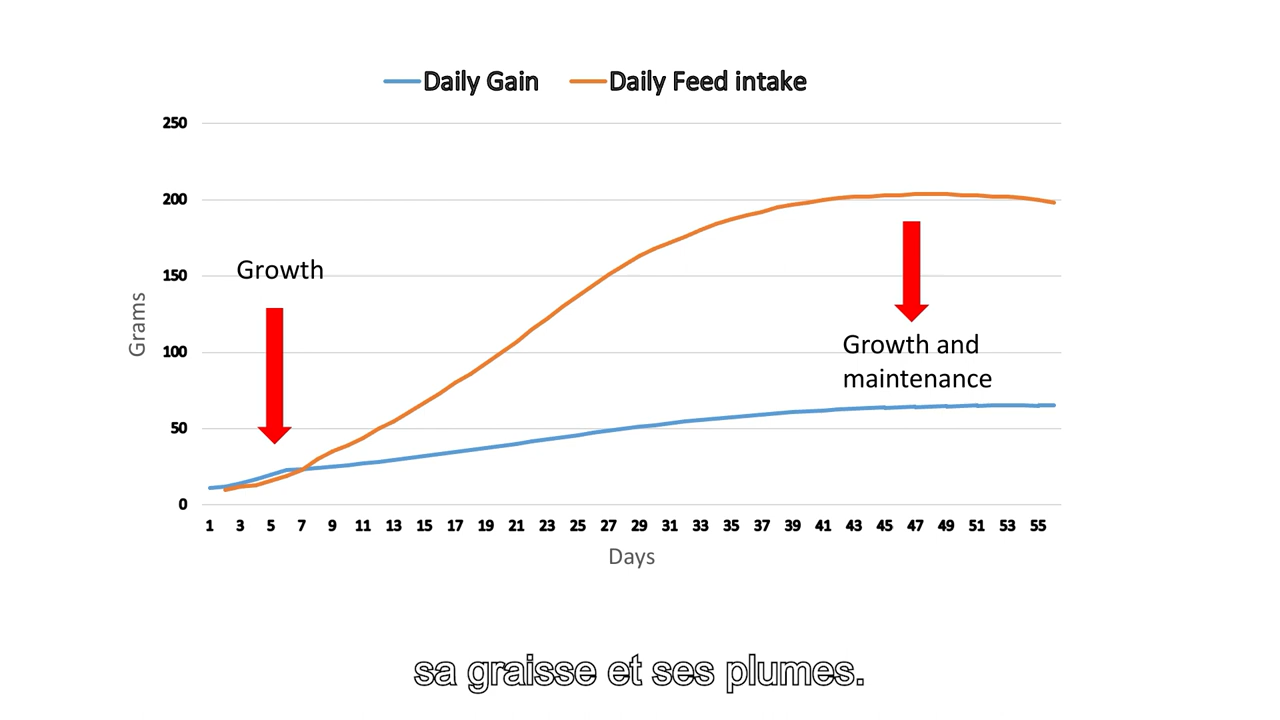 Daily Gain Daily Feed intake
250
200
150
100
50
0
Grams
Growth
Growth and
maintenance
1 3 5 7 9 11 13 15 17 19 21 23 25 27 29 31 33 35 37 39 41 43 45 47 49 51 53 55
Days
sa graisse et ses plumes.